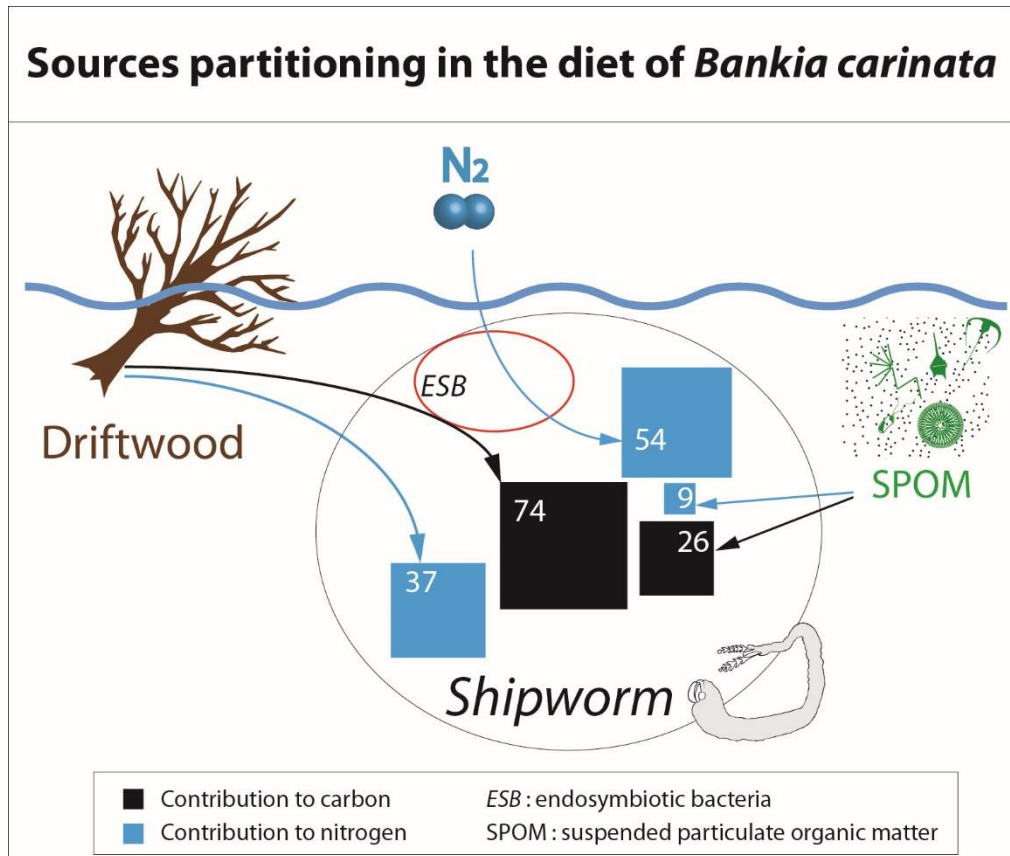 Sources partitioning in the diet of Bankia carinata
N2
ESB
Driftwood
54
SPOM
9
74
26
37
Shipworm
Contribution to carbon
ESB : endosymbiotic bacteria
Contribution to nitrogen
SPOM : suspended particulate organic matter